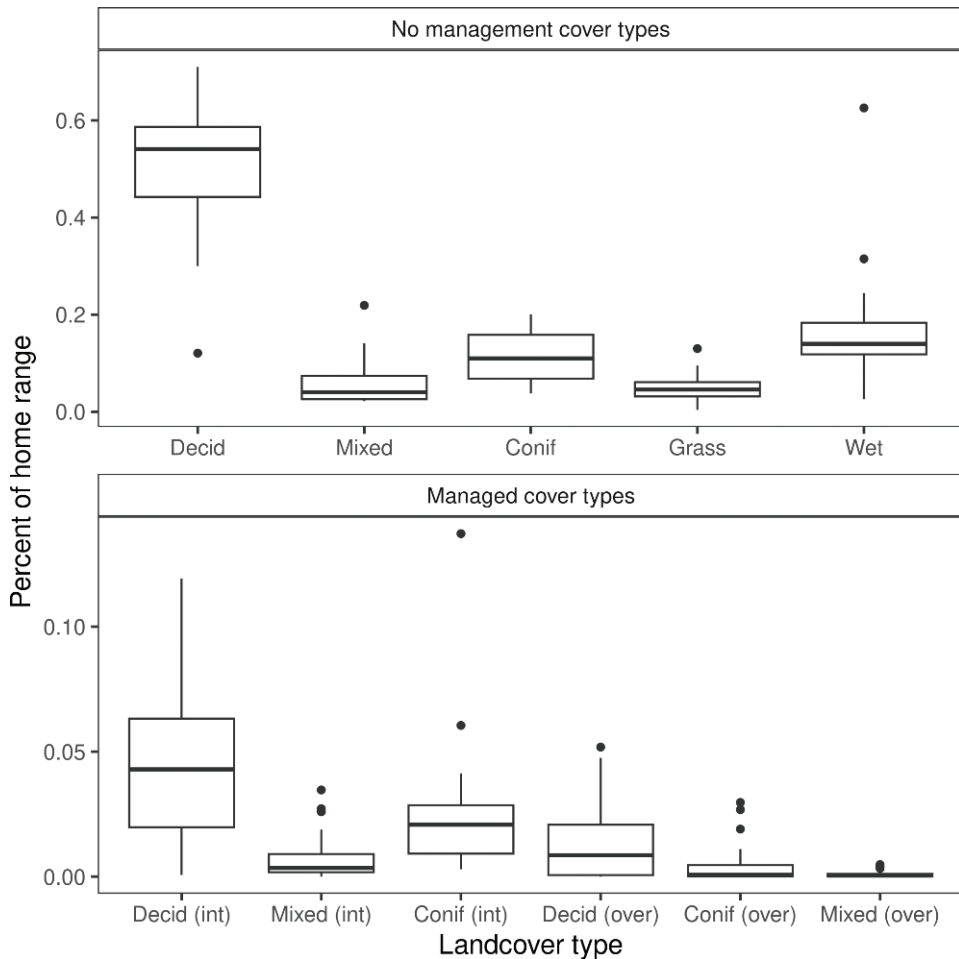 No management cover types
0.6
0.4
0.2
0.0
Decid Mixed Conif Grass Wet
Percent of home range
Managed cover types
0.10
0.05
0.00
Decid (int) Mixed (int) Conif (int) Decid (over) Conif (over) Mixed (over)
Landcover type